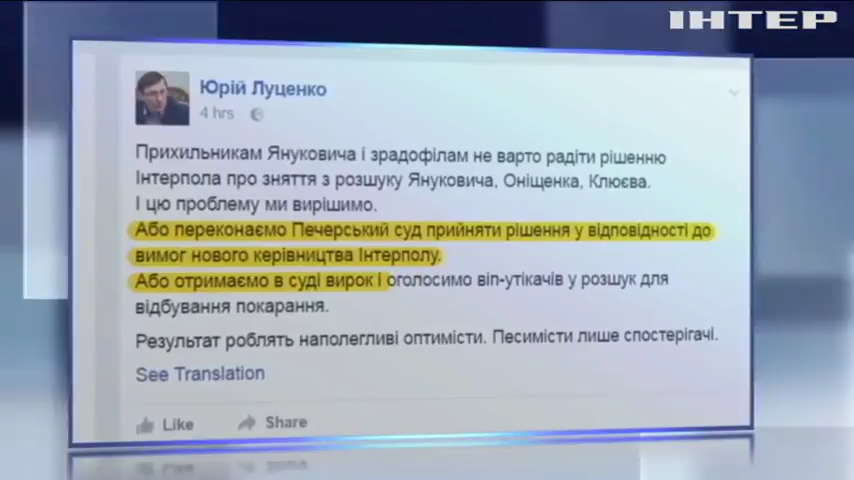 ІНТЕР
Юрій Луценко
4 hrs
Прихильникам Януковича і зрадофілам не варто радіти рішенню
Інтерпола про зняття з розшуку Януковича, Оніщенка, Клюєва.
І цю проблему ми вирішимо.
Або переконаємо Печерський суд прийняти рішення у відповідності до
вимог нового керівництва Інтерполу.
Або отримаємо в суді вирок і оголосимо віп-утікачів у розшук для
відбування покарання.
Результат роблять наполегливі оптимісти. Песимісти лише спостерігачі.
See Translation
Like Share